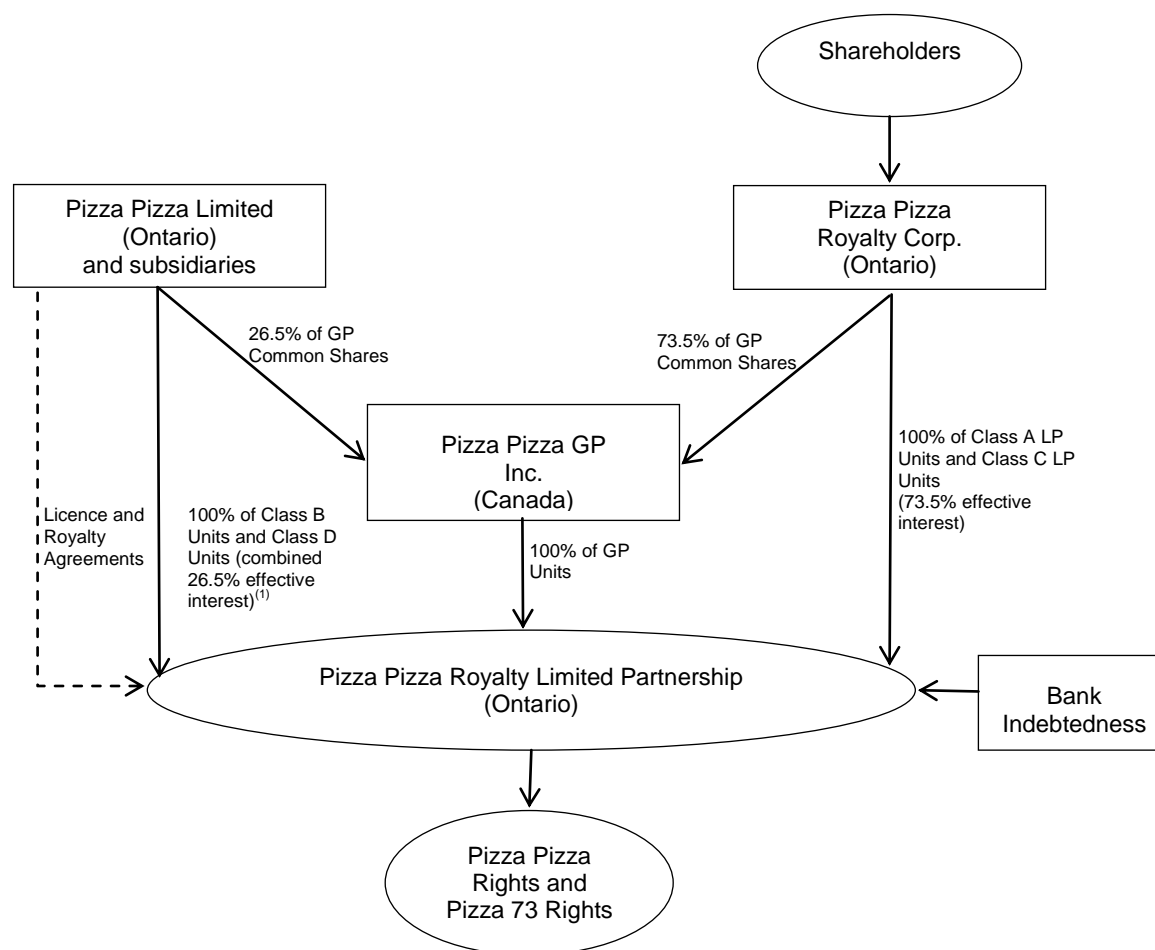 Shareholders
Pizza Pizza Limited
(Ontario)
and subsidiaries
Pizza Pizza
Royalty Corp.
(Ontario)
26.5% of GP
Common Shares
73.5% of GP
Common Shares
Pizza Pizza GP
Inc.
(Canada)
100% of Class A LP
Units and Class C LP
Units
(73.5% effective
interest)
Licence and
Royalty
Agreements
100% of Class B
Units and Class D
Units (combined
26.5% effective
interest)(1)
100% of GP
Units
Pizza Pizza Royalty Limited Partnership
(Ontario)
Bank
Indebtedness
Pizza Pizza
Rights and
Pizza 73 Rights